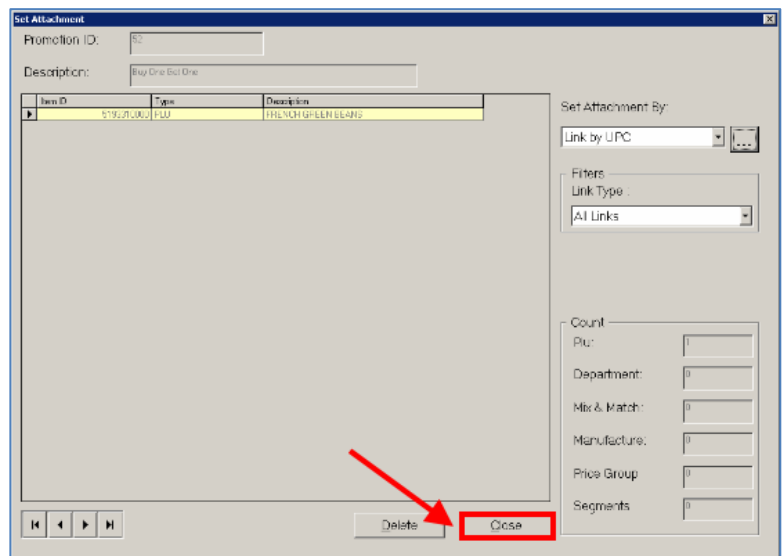 Set Attachment
Promotion ID: 52
Description: Buy One Get One
Item ID Type Description
5193310000 PLU FRENCH GREEN BEANS
Set Attachment By:
Link by UPC ...
Filters
Link Type :
All Links
Count
Plu: 1
Department: 0
Mix & Match: 0
Manufacture: 0
Price Group 0
Segments 0
Delete Close